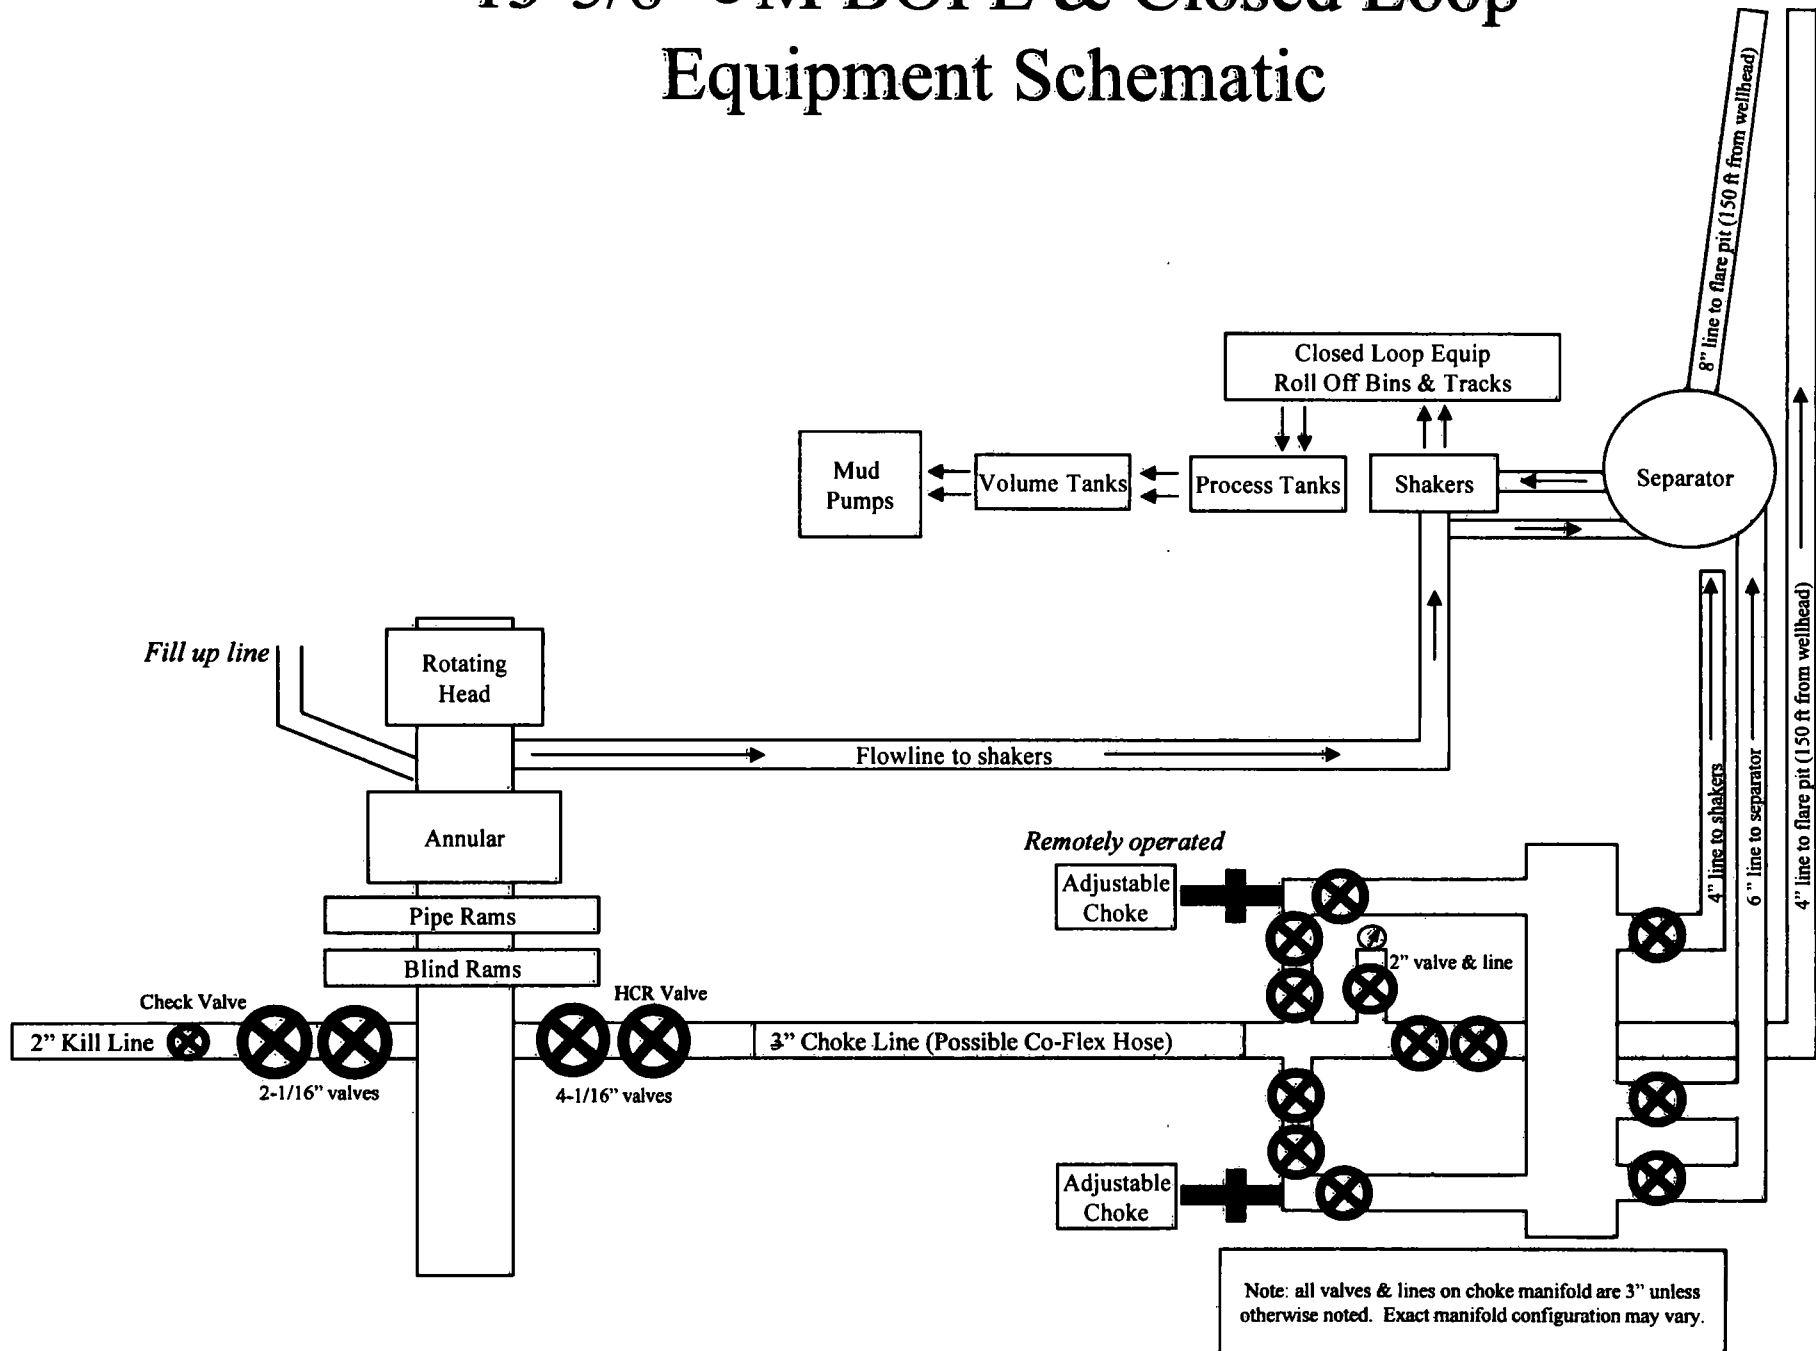 BOPE & Closed Loop
Equipment Schematic
8” line to flare pit (150 ft from wellhead)
Closed Loop Equip
Roll Off Bins & Tracks
Mud
Pumps
Volume Tanks
Process Tanks
Shakers
Separator
Fill up line
Rotating
Head
Flowline to shakers
Annular
Pipe Rams
Blind Rams
Remotely operated
Adjustable
Choke
2” valve & line
4” line to shakers
6” line to separator
4” line to flare pit (150 ft from wellhead)
Check Valve
HCR Valve
2” Kill Line
3” Choke Line (Possible Co-Flex Hose)
2-1/16” valves
4-1/16” valves
Adjustable
Choke
Note: all valves & lines on choke manifold are 3” unless
otherwise noted. Exact manifold configuration may vary.